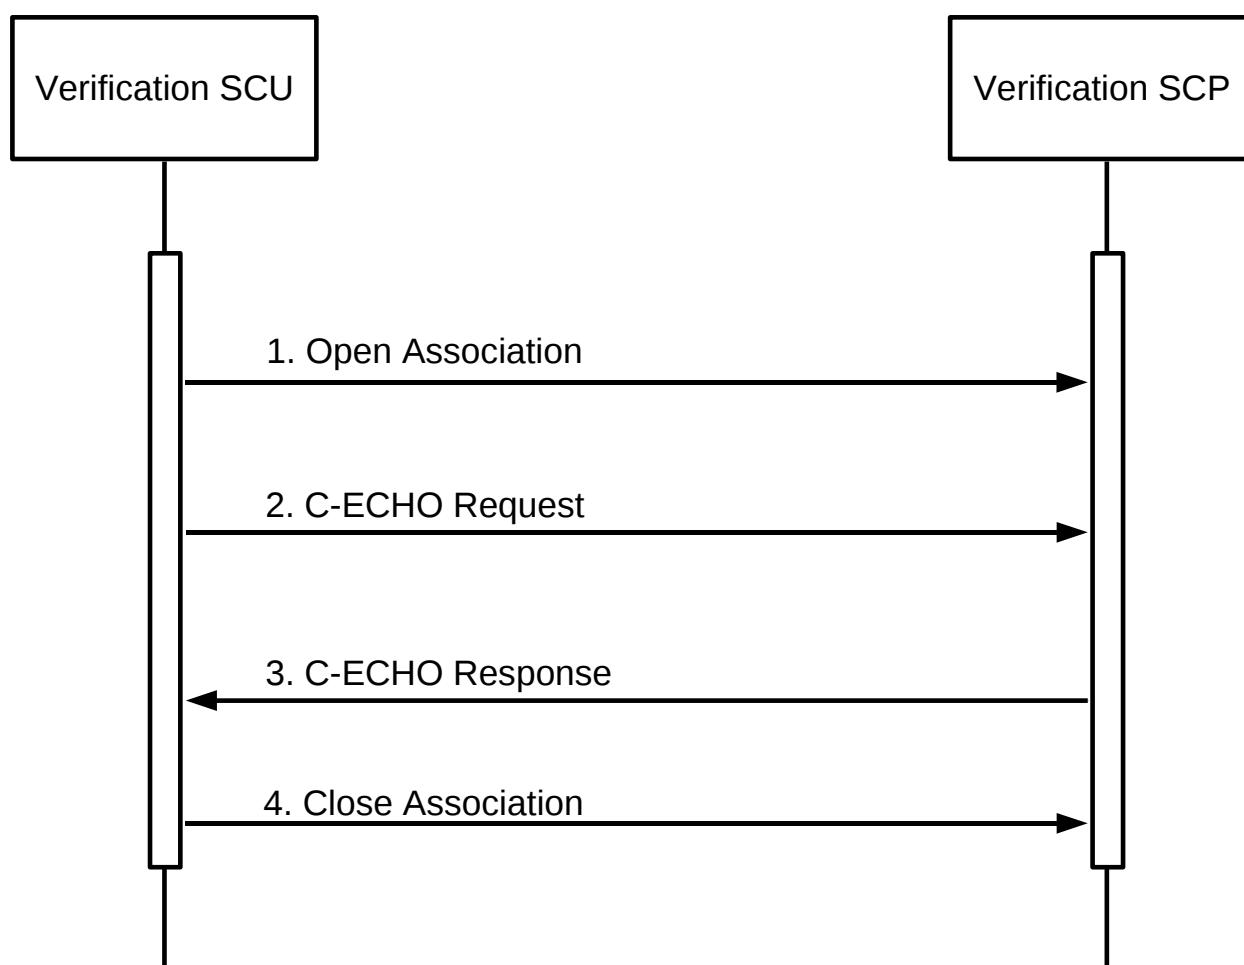 Verification SCU
Verification SCP
1. Open Association
2. C-ECHO Request
3. C-ECHO Response
4. Close Association